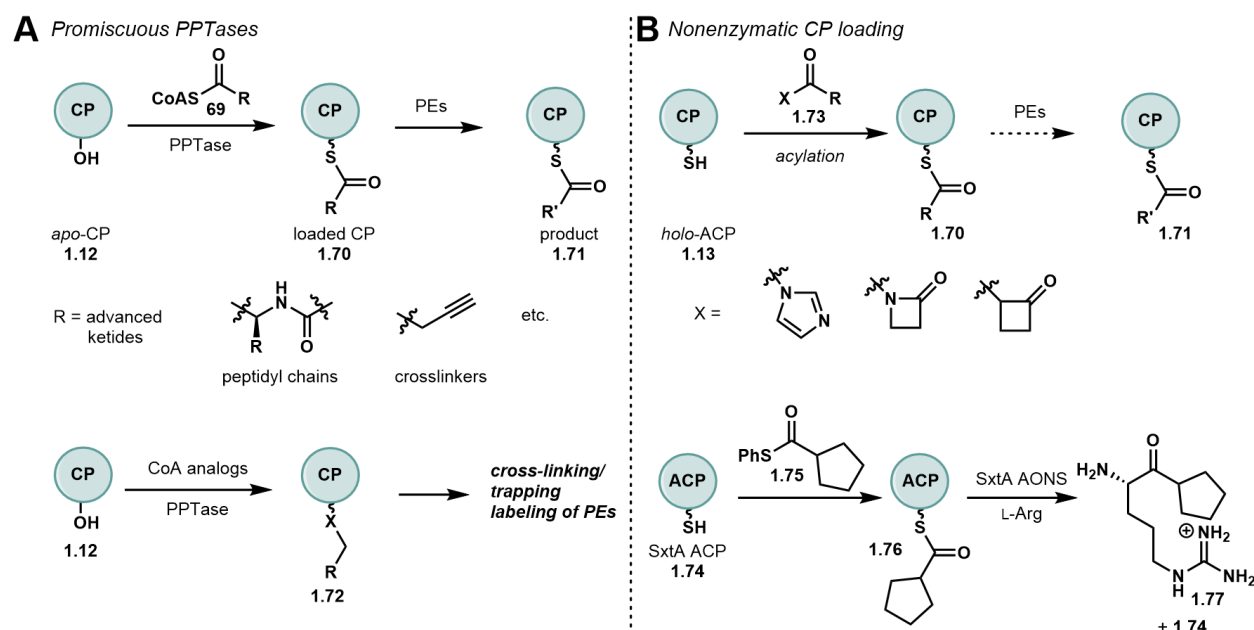 A Promiscuous PPTases
O
CoAS R
69
CP
OH
PPTase
CP
S
O
R
PEs
CP
S
O
R'
apo-CP
1.12
loaded CP
1.70
product
1.71
R = advanced
ketides
H
N
R
O
peptidyl chains
crosslinkers
etc.
CP
OH
1.12
CoA analogs
PPTase
CP
X
R
1.72
cross-linking/
trapping
labeling of PEs
B Nonenzymatic CP loading
O
X R
1.73
CP
SH
acylation
CP
S
O
R
1.70
PEs
CP
S
O
R'
1.71
holo-ACP
1.13
X =
N
N
N
O
O
ACP
SH
SxtA ACP
1.74
O
PhS
1.75
ACP
S
O
1.76
SxtA AONS
L-Arg
O
H2N
⊕
NH2
N
H
NH2
1.77
+ 1.74